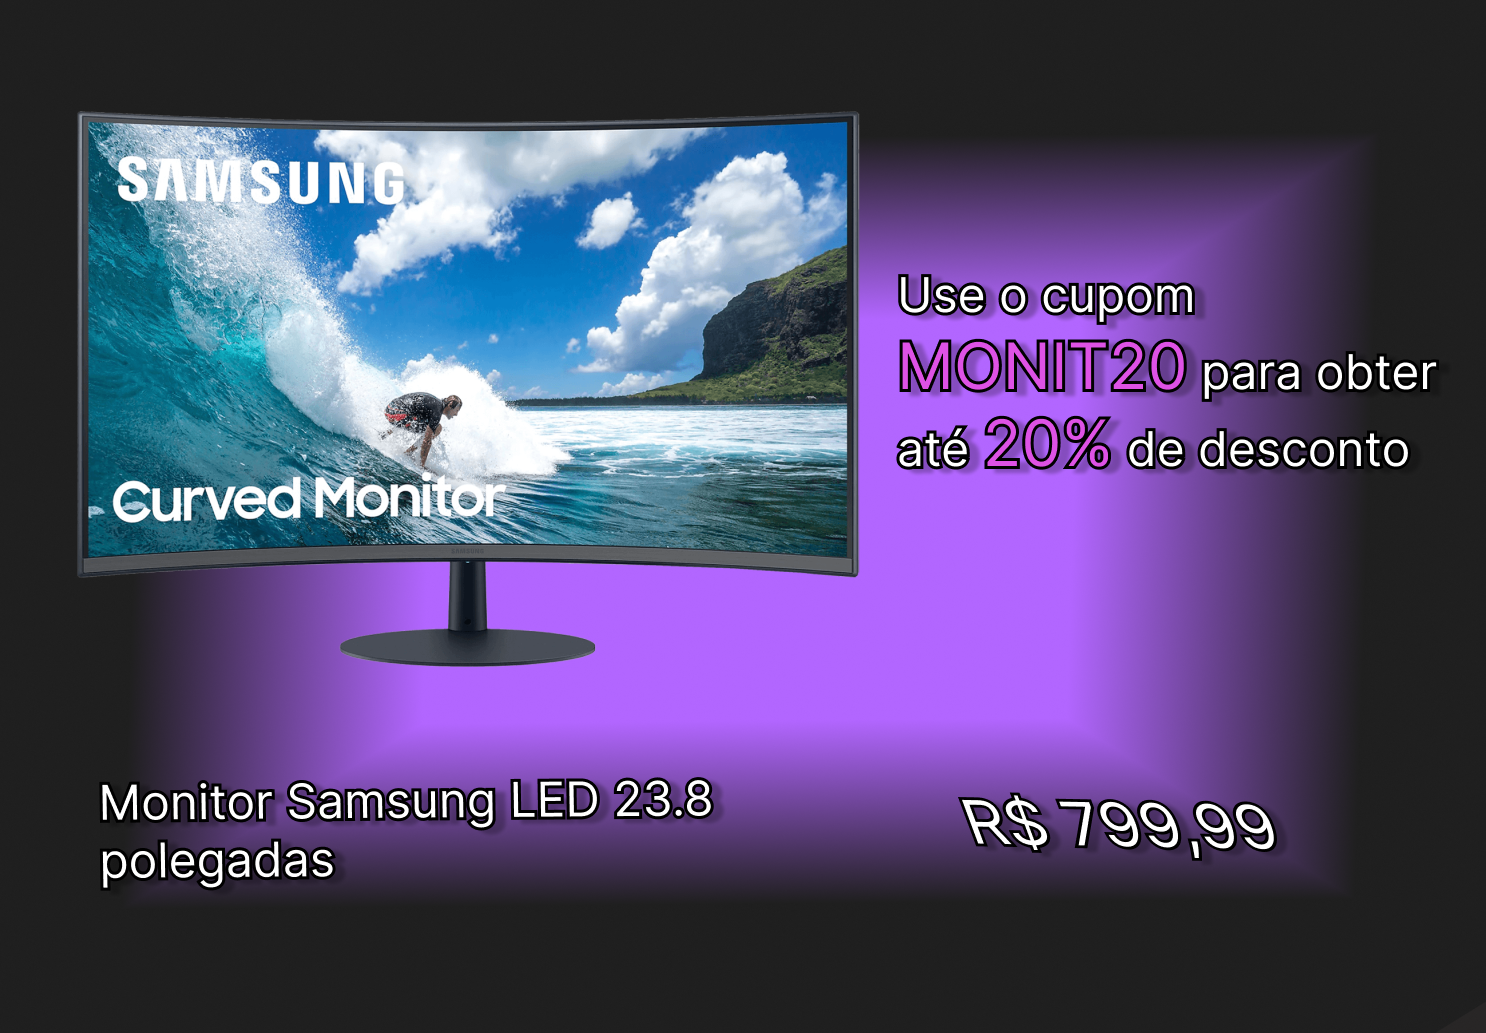 SAMSUNG
Curved Monitor
SAMSUNG
Use o cupom
MONIT20 para obter
até 20% de desconto
Monitor Samsung LED 23.8
polegadas
R$ 799,99